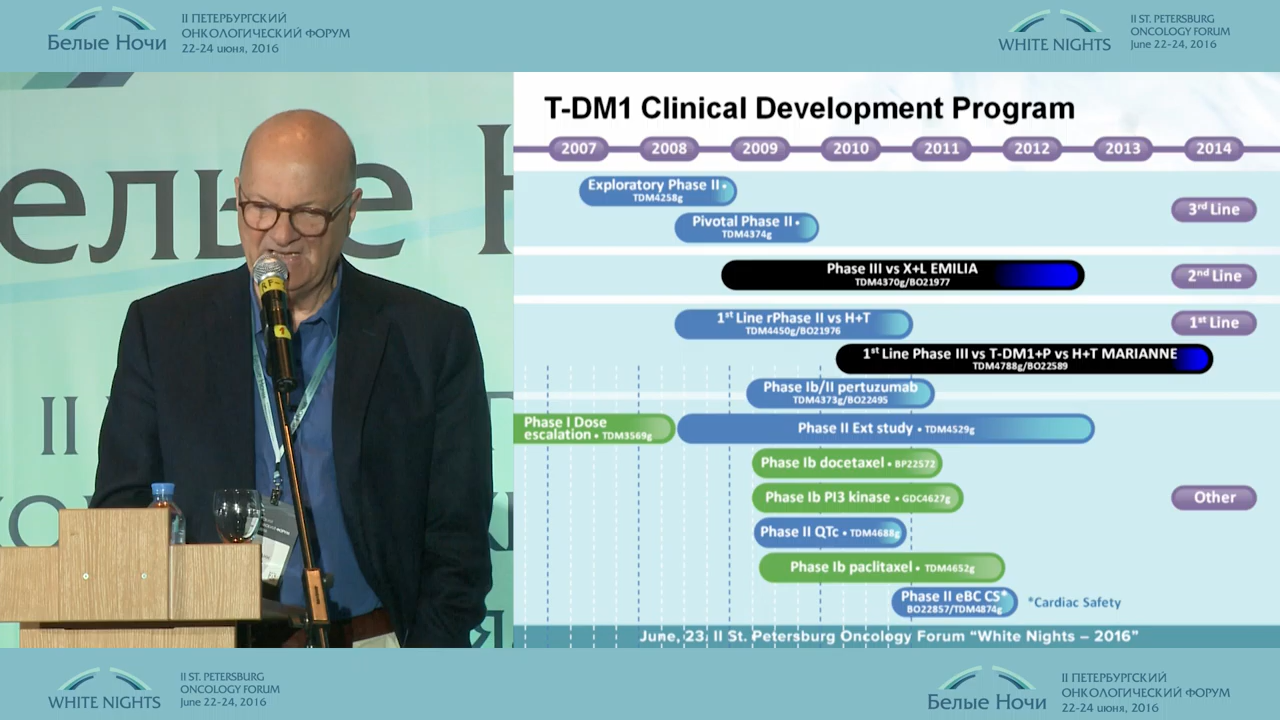 Белые Ночи
II ПЕТЕРБУРГСКИЙ
ОНКОЛОГИЧЕСКИЙ ФОРУМ
22-24 июня, 2016
WHITE NIGHTS
II ST. PETERSBURG
ONCOLOGY FORUM
June 22-24, 2016
T-DM1 Clinical Development Program
2007 2008 2009 2010 2011 2012 2013 2014
Exploratory Phase II •
TDM4258g
3rd Line
Pivotal Phase II •
TDM4374g
Phase III vs X+L EMILIA
TDM4370g/BO21977
2nd Line
1st Line rPhase II vs H+T
TDM4450g/BO21976
1st Line
1st Line Phase III vs T-DM1+P vs H+T MARIANNE
TDM4788g/BO22589
Phase Ib/II pertuzumab
TDM4373g/BO22495
Phase I Dose
escalation • TDM3569g
Phase II Ext study • TDM4529g
Phase Ib docetaxel • BP22572
Phase Ib PI3 kinase • GDC4627g
Other
Phase II QTc • TDM4688g
Phase Ib paclitaxel • TDM4652g
Phase II eBC CS*
BO22857/TDM4874g
*Cardiac Safety
June, 23. II St. Petersburg Oncology Forum “White Nights – 2016”
елые Н
II
1
WHITE NIGHTS
II ST. PETERSBURG
ONCOLOGY FORUM
June 22-24, 2016
Белые Ночи
II ПЕТЕРБУРГСКИЙ
ОНКОЛОГИЧЕСКИЙ ФОРУМ
22-24 июня, 2016